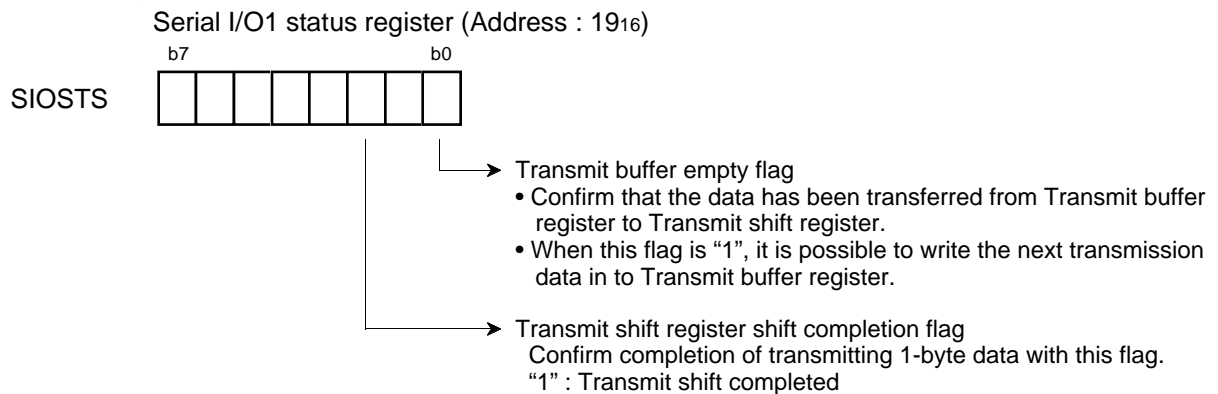 Serial I/O1 status register (Address : 1916)
b7 b0
SIOSTS
Transmit buffer empty flag
• Confirm that the data has been transferred from Transmit buffer
register to Transmit shift register.
• When this flag is “1”, it is possible to write the next transmission
data in to Transmit buffer register.
Transmit shift register shift completion flag
Confirm completion of transmitting 1-byte data with this flag.
“1” : Transmit shift completed